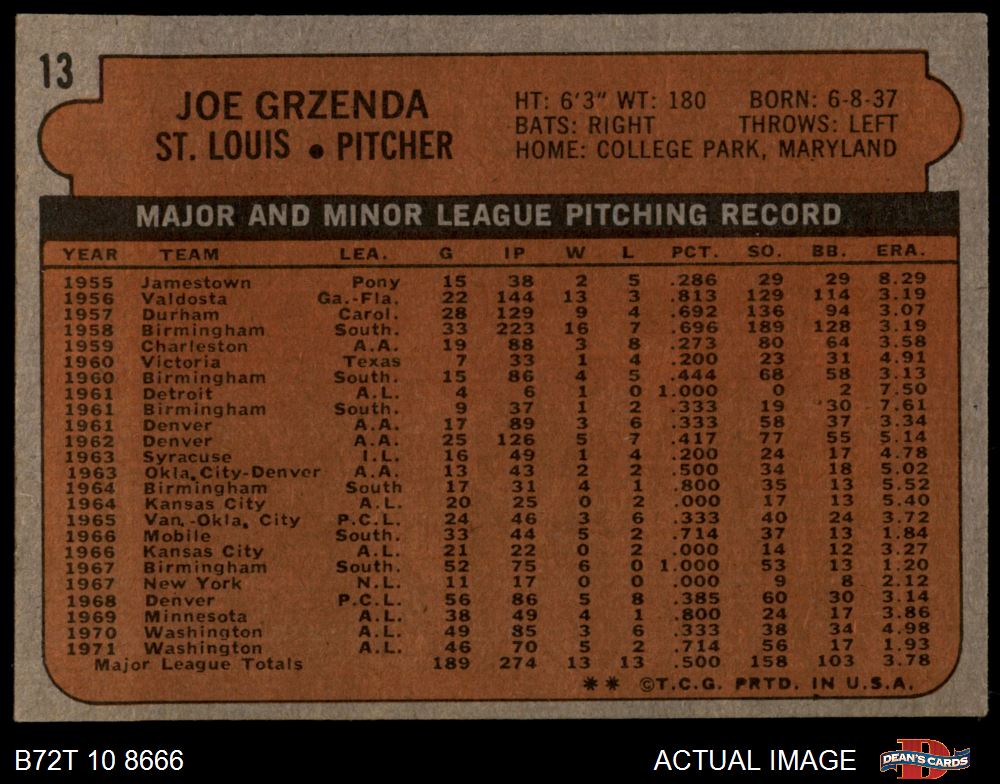 13
JOE GRZENDA
ST. LOUIS • PITCHER
HT: 6'3" WT: 180 BORN: 6-8-37
BATS: RIGHT THROWS: LEFT
HOME: COLLEGE PARK, MARYLAND
MAJOR AND MINOR LEAGUE PITCHING RECORD
YEAR TEAM LEA. G IP W L PCT. SO. BB. ERA.
1955 Jamestown Pony 15 38 2 5 .286 29 29 8.29
1956 Valdosta Ga.-Fla. 22 144 13 3 .813 129 114 3.19
1957 Durham Carol. 28 129 9 4 .692 136 94 3.07
1958 Birmingham South. 33 223 16 7 .696 189 128 3.19
1959 Charleston A.A. 19 88 3 8 .273 80 64 3.58
1960 Victoria Texas 7 33 1 4 .200 23 31 4.91
1960 Birmingham South. 15 86 4 5 .444 68 58 3.13
1961 Detroit A.L. 4 6 1 0 1.000 0 2 7.50
1961 Birmingham South. 9 37 1 2 .333 19 30 7.61
1961 Denver A.A. 17 89 3 6 .333 58 37 3.34
1962 Denver A.A. 25 126 5 7 .417 77 55 5.14
1963 Syracuse I.L. 16 49 1 4 .200 24 17 4.78
1963 Okla. City-Denver A.A. 13 43 2 2 .500 34 18 5.02
1964 Birmingham South 17 31 4 1 .800 35 13 5.52
1964 Kansas City A.L. 20 25 0 2 .000 17 13 5.40
1965 Van.-Okla. City P.C.L. 24 46 3 6 .333 40 24 3.72
1966 Mobile South. 33 44 5 2 .714 37 13 1.84
1966 Kansas City A.L. 21 22 0 2 .000 14 12 3.27
1967 Birmingham South. 52 75 6 0 1.000 53 13 1.20
1967 New York N.L. 11 17 0 0 .000 9 8 2.12
1968 Denver P.C.L. 56 86 5 8 .385 60 30 3.14
1969 Minnesota A.L. 38 49 4 1 .800 24 17 3.86
1970 Washington A.L. 49 85 3 6 .333 38 34 4.98
1971 Washington A.L. 46 70 5 2 .714 56 17 1.93
Major League Totals 189 274 13 13 .500 158 103 3.78
** ©T.C.G. PRTD. IN U.S.A.
B72T 10 8666 ACTUAL IMAGE
D
DEAN'S CARDS